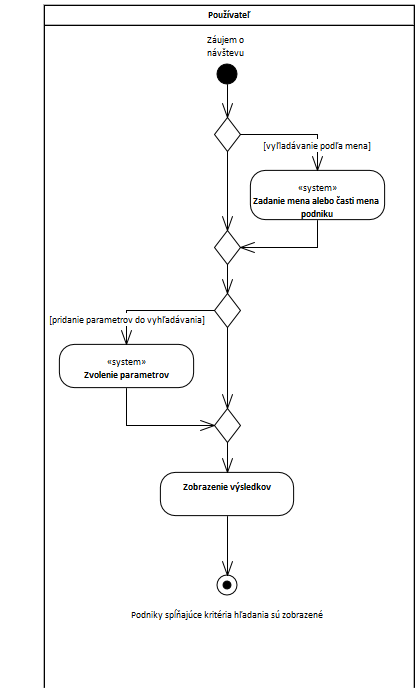 Používateľ
Záujem o
návštevu
[vyľladávanie podľa mena]
«system»
Zadanie mena alebo časti mena
podniku
[pridanie parametrov do vyhľadávania]
«system»
Zvolenie parametrov
Zobrazenie výsledkov
Podniky spĺňajúce kritéria hľadania sú zobrazené